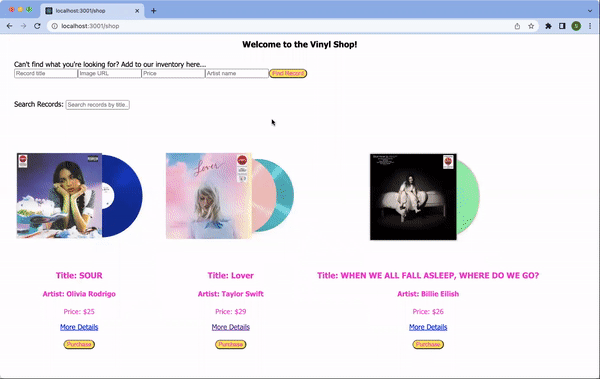 localhost:3001/shop
localhost:3001/shop
Welcome to the Vinyl Shop!
Can't find what you're looking for? Add to our inventory here...
Record title Image URL Price Artist name Find Record
Search Records: Search records by title...
Lover
Title: SOUR Title: Lover Title: WHEN WE ALL FALL ASLEEP, WHERE DO WE GO?
Artist: Olivia Rodrigo Artist: Taylor Swift Artist: Billie Eilish
Price: $25 Price: $29 Price: $26
More Details More Details More Details
Purchase Purchase Purchase